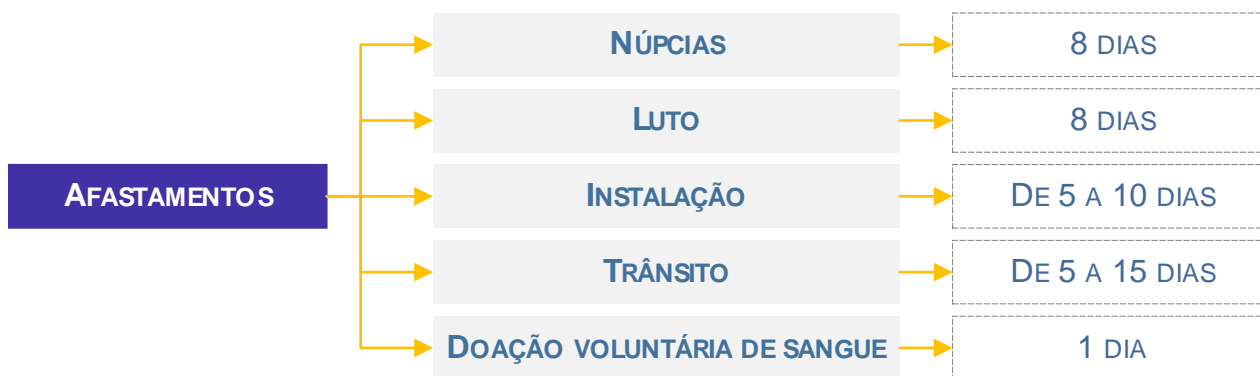 AFASTAMENTOS
NÚPCIAS
8 DIAS
LUTO
8 DIAS
INSTALAÇÃO
DE 5 A 10 DIAS
TRÂNSITO
DE 5 A 15 DIAS
DOAÇÃO VOLUNTÁRIA DE SANGUE
1 DIA